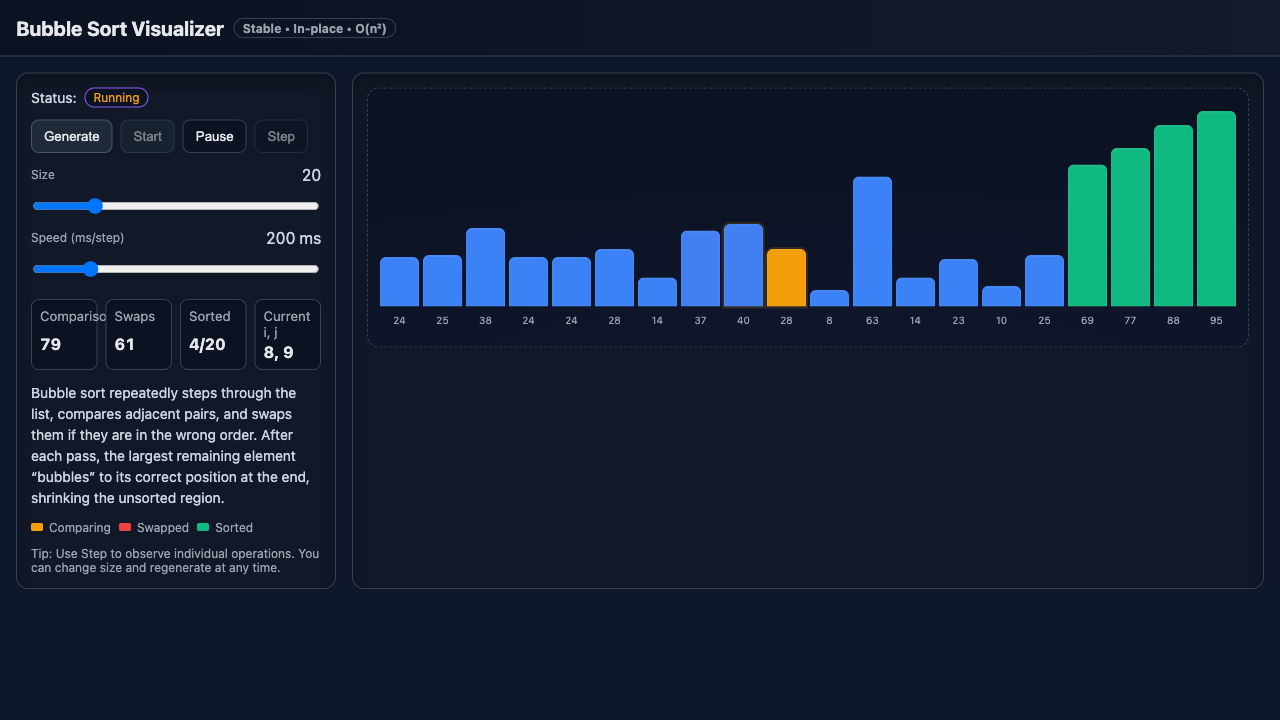 Bubble Sort Visualizer
Stable • In-place • O(n²)
Status: Running
Generate Start Pause Step
Size 20
Speed (ms/step) 200 ms
Compariso Swaps Sorted Current i, j
79 61 4/20 8, 9
Bubble sort repeatedly steps through the
list, compares adjacent pairs, and swaps
them if they are in the wrong order. After
each pass, the largest remaining element
“bubbles” to its correct position at the end,
shrinking the unsorted region.
Comparing Swapped Sorted
Tip: Use Step to observe individual operations. You
can change size and regenerate at any time.
24 25 38 24 24 28 14 37 40 28 8 63 14 23 10 25 69 77 88 95